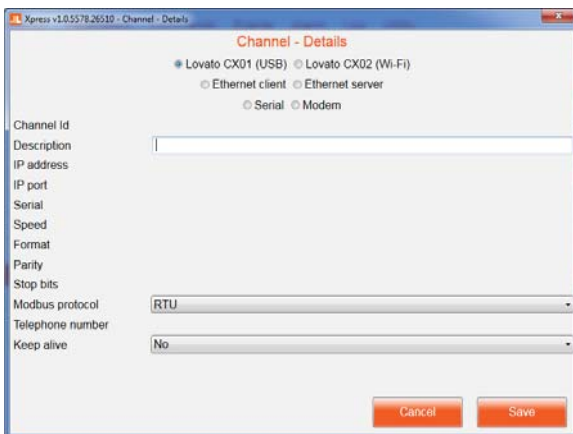 Xpress v1.0.5578.26510 - Channel - Details
Channel - Details
Lovato CX01 (USB) Lovato CX02 (Wi-Fi)
Ethernet client Ethernet server
Serial Modem
Channel Id
Description
IP address
IP port
Serial
Speed
Format
Parity
Stop bits
Modbus protocol RTU
Telephone number
Keep alive No
Cancel Save